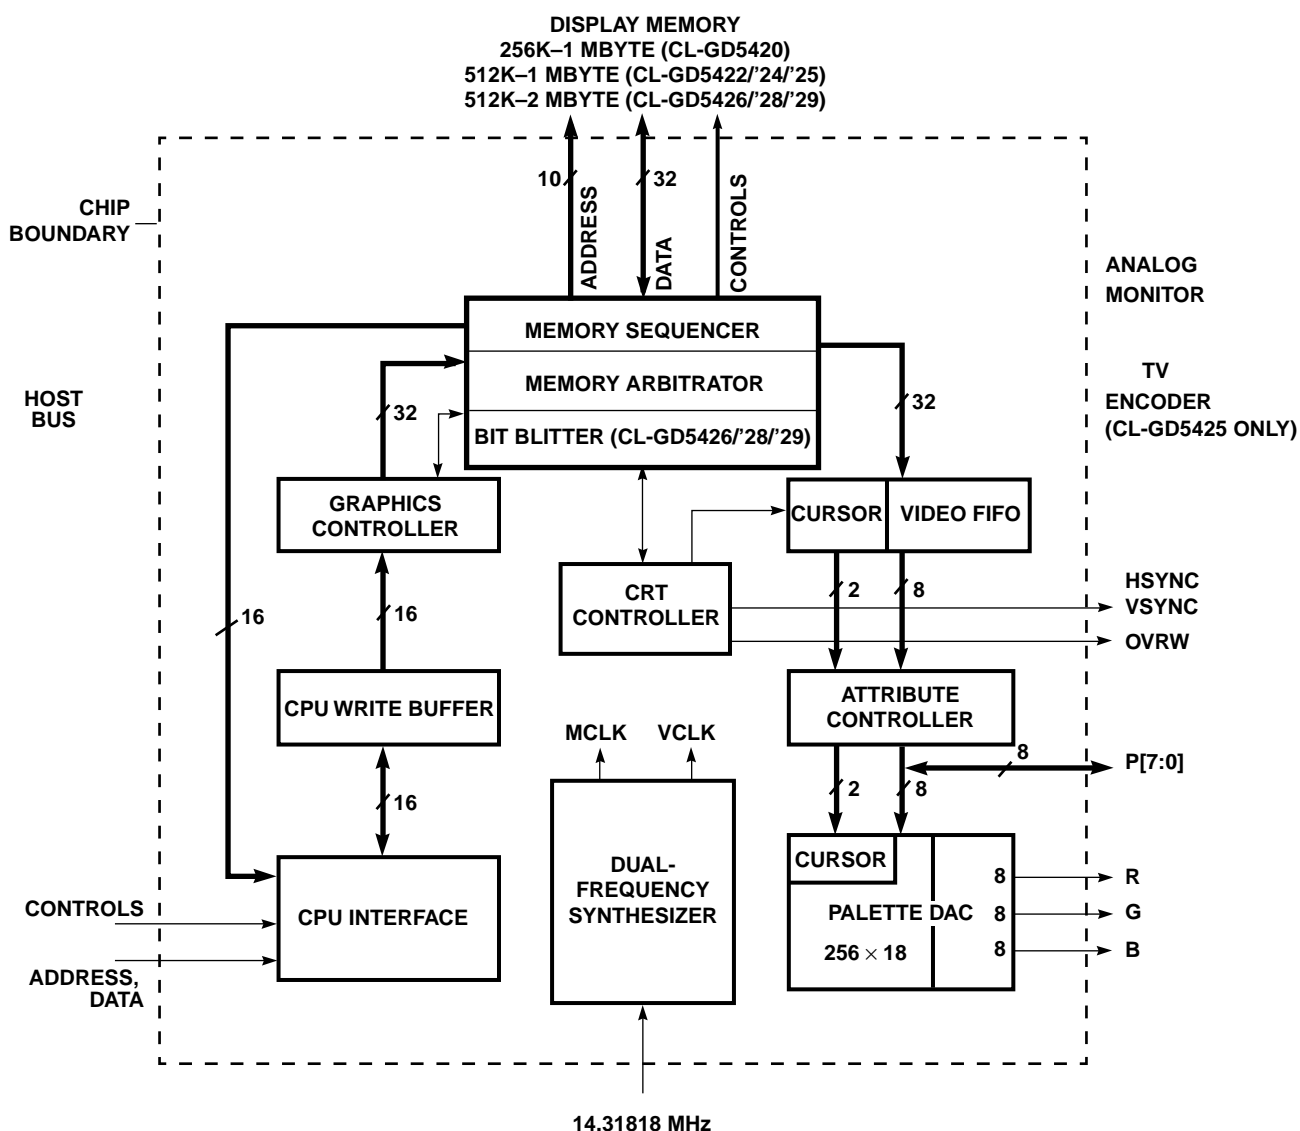 DISPLAY MEMORY
256K–1 MBYTE (CL-GD5420)
512K–1 MBYTE (CL-GD5422/’24/’25)
512K–2 MBYTE (CL-GD5426/’28/’29)
10
32
ADDRESS
DATA
CONTROLS
CHIP
BOUNDARY
HOST
BUS
ANALOG
MONITOR
TV
ENCODER
(CL-GD5425 ONLY)
MEMORY SEQUENCER
MEMORY ARBITRATOR
BIT BLITTER (CL-GD5426/’28/’29)
32
32
GRAPHICS
CONTROLLER
CURSOR
VIDEO FIFO
16
16
CRT
CONTROLLER
2
8
HSYNC
VSYNC
OVRW
CPU WRITE BUFFER
ATTRIBUTE
CONTROLLER
MCLK
VCLK
8
P[7:0]
16
2
8
CPU INTERFACE
DUAL-
FREQUENCY
SYNTHESIZER
CURSOR
PALETTE DAC
256 × 18
8
R
8
G
8
B
CONTROLS
ADDRESS,
DATA
14.31818 MHz